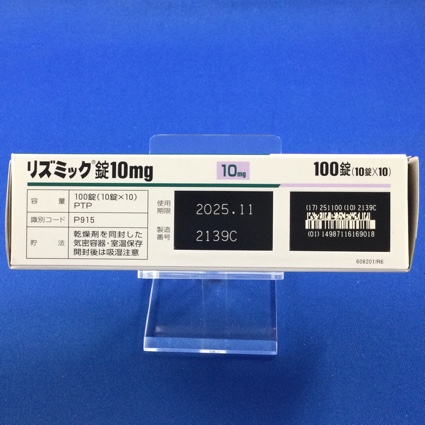 リズミック®錠10mg
10mg
100錠(10錠×10)
容量 100錠(10錠×10) PTP
識別コード P915
貯法 乾燥剤を同封した気密容器・室温保存 開封後は吸湿注意
使用期限 2025.11
製造番号 2139C
(17) 251100 (10) 2139C
(01) 14987116169018
608201/R6